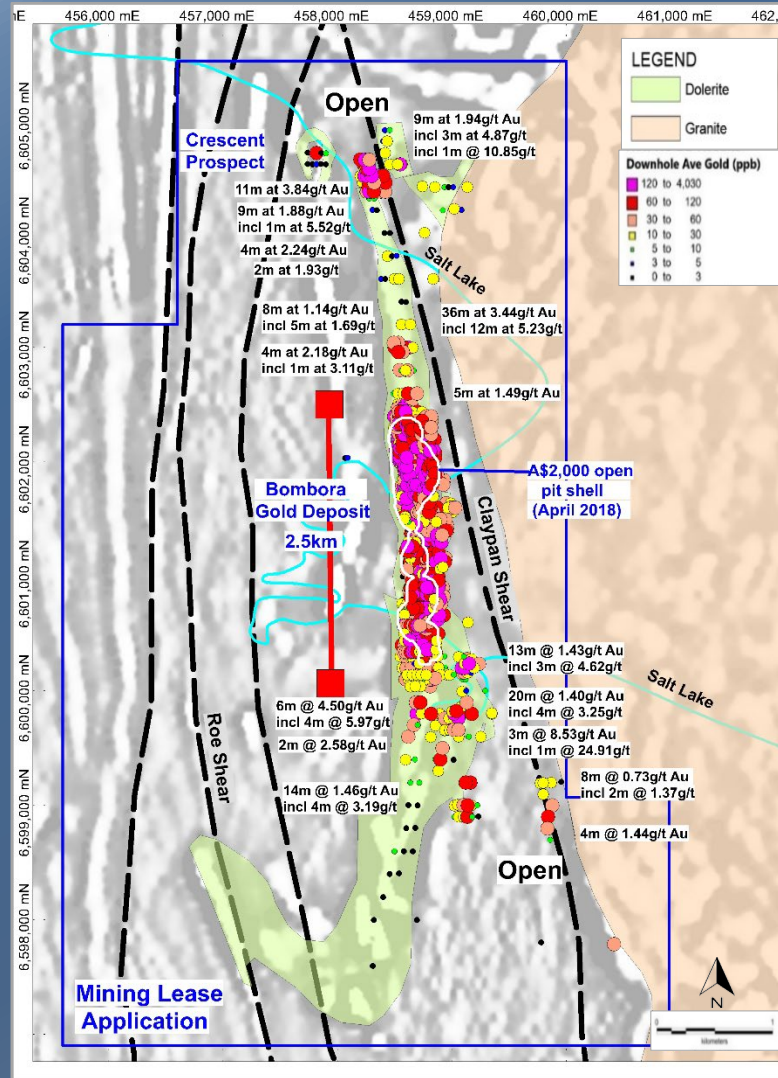 456,000 mE
457,000 mE
458,000 mE
459,000 mE
460,000 mE
461,000 mE
6,605,000 mN
6,604,000 mN
6,603,000 mN
6,602,000 mN
6,601,000 mN
6,600,000 mN
6,599,000 mN
6,598,000 mN
LEGEND
Dolerite
Granite
Downhole Ave Gold (ppb)
120 to 4,030
60 to 120
30 to 60
10 to 30
5 to 10
3 to 5
0 to 3
Open
Crescent
Prospect
9m at 1.94g/t Au
incl 3m at 4.87g/t
incl 1m @ 10.85g/t
11m at 3.84g/t Au
9m at 1.88g/t Au
incl 1m at 5.52g/t
4m at 2.24g/t Au
2m at 1.93g/t
Salt Lake
8m at 1.14g/t Au
incl 5m at 1.69g/t
36m at 3.44g/t Au
incl 12m at 5.23g/t
4m at 2.18g/t Au
incl 1m at 3.11g/t
5m at 1.49g/t Au
A$2,000 open
pit shell
(April 2018)
Bombora
Gold Deposit
2.5km
Claypan Shear
13m @ 1.43g/t Au
incl 3m @ 4.62g/t
Salt Lake
20m @ 1.40g/t Au
incl 4m @ 3.25g/t
6m @ 4.50g/t Au
incl 4m @ 5.97g/t
3m @ 8.53g/t Au
incl 1m @ 24.91g/t
2m @ 2.58g/t Au
Roe Shear
8m @ 0.73g/t Au
incl 2m @ 1.37g/t
14m @ 1.46g/t Au
incl 4m @ 3.19g/t
4m @ 1.44g/t Au
Open
Mining Lease
Application
N
0
1
kilometers